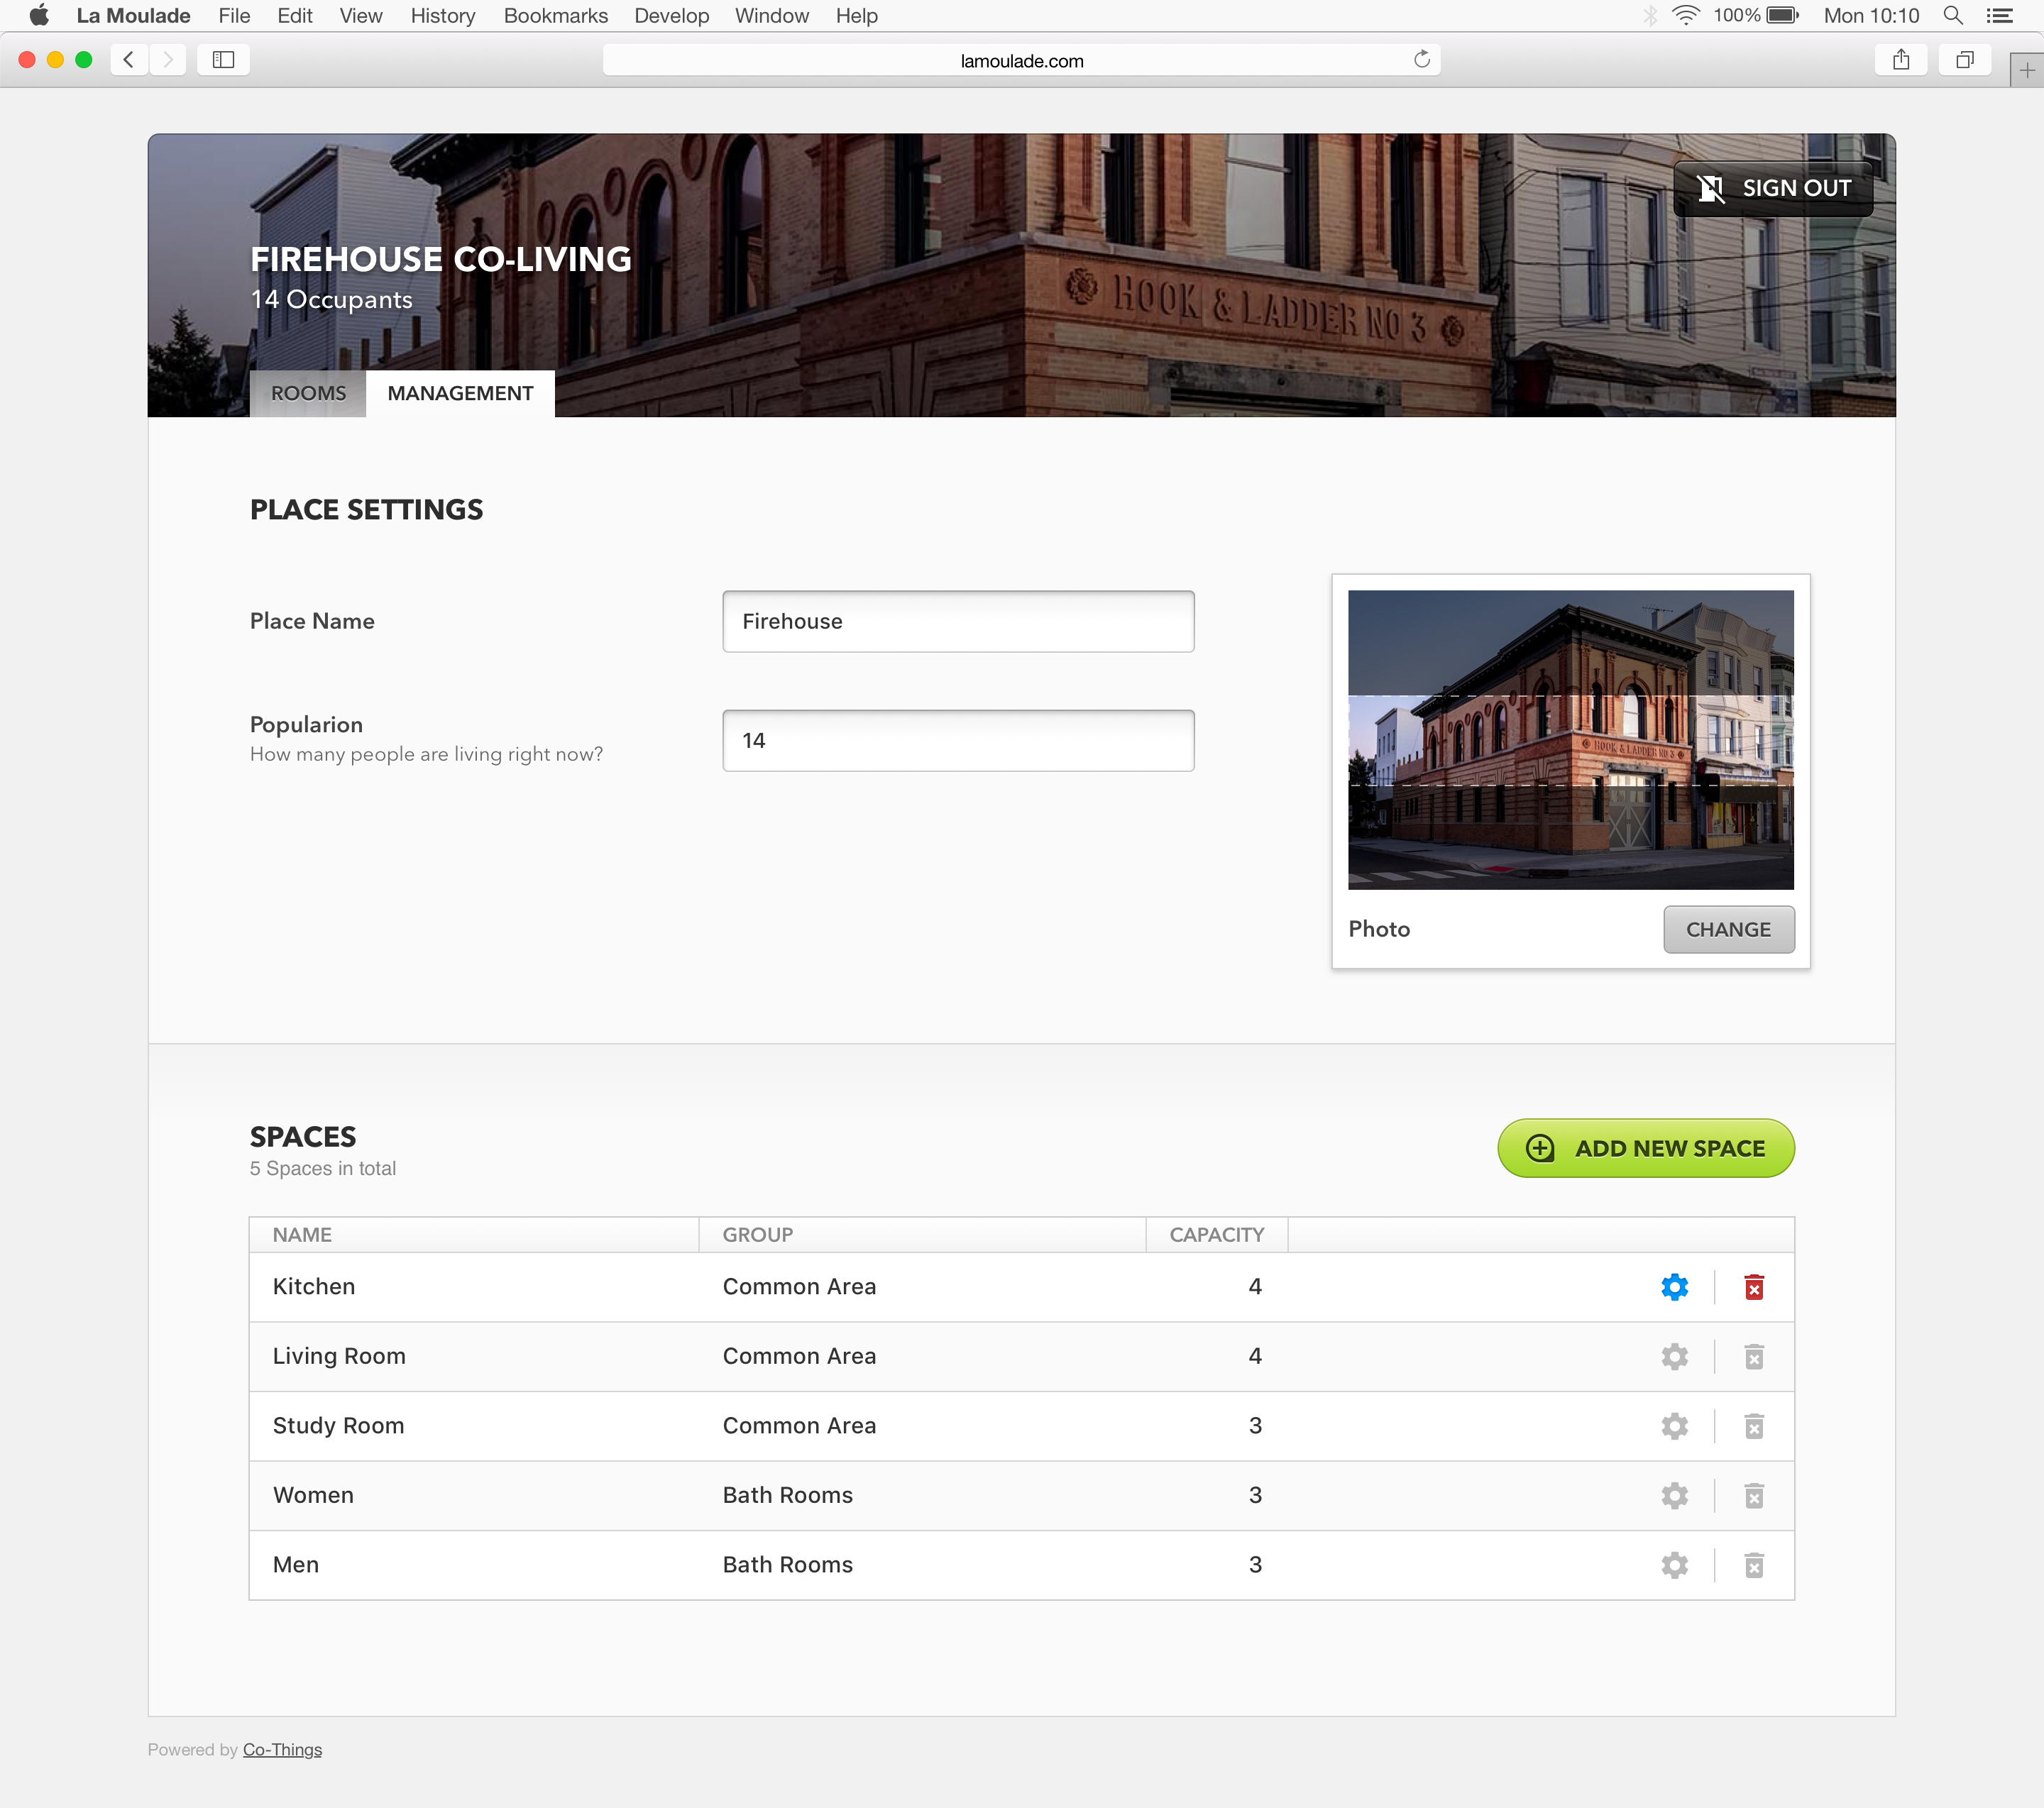 La Moulade File Edit View History Bookmarks Develop Window Help 100% Mon 10:10
lamoulade.com
SIGN OUT
FIREHOUSE CO-LIVING
14 Occupants
HOOK & LADDER NO 3
ROOMS MANAGEMENT
PLACE SETTINGS
Place Name Firehouse
Popularion
How many people are living right now?
14
HOOK & LADDER NO 3
Photo CHANGE
SPACES
5 Spaces in total
ADD NEW SPACE
NAME GROUP CAPACITY
Kitchen Common Area 4
Living Room Common Area 4
Study Room Common Area 3
Women Bath Rooms 3
Men Bath Rooms 3
Powered by Co-Things